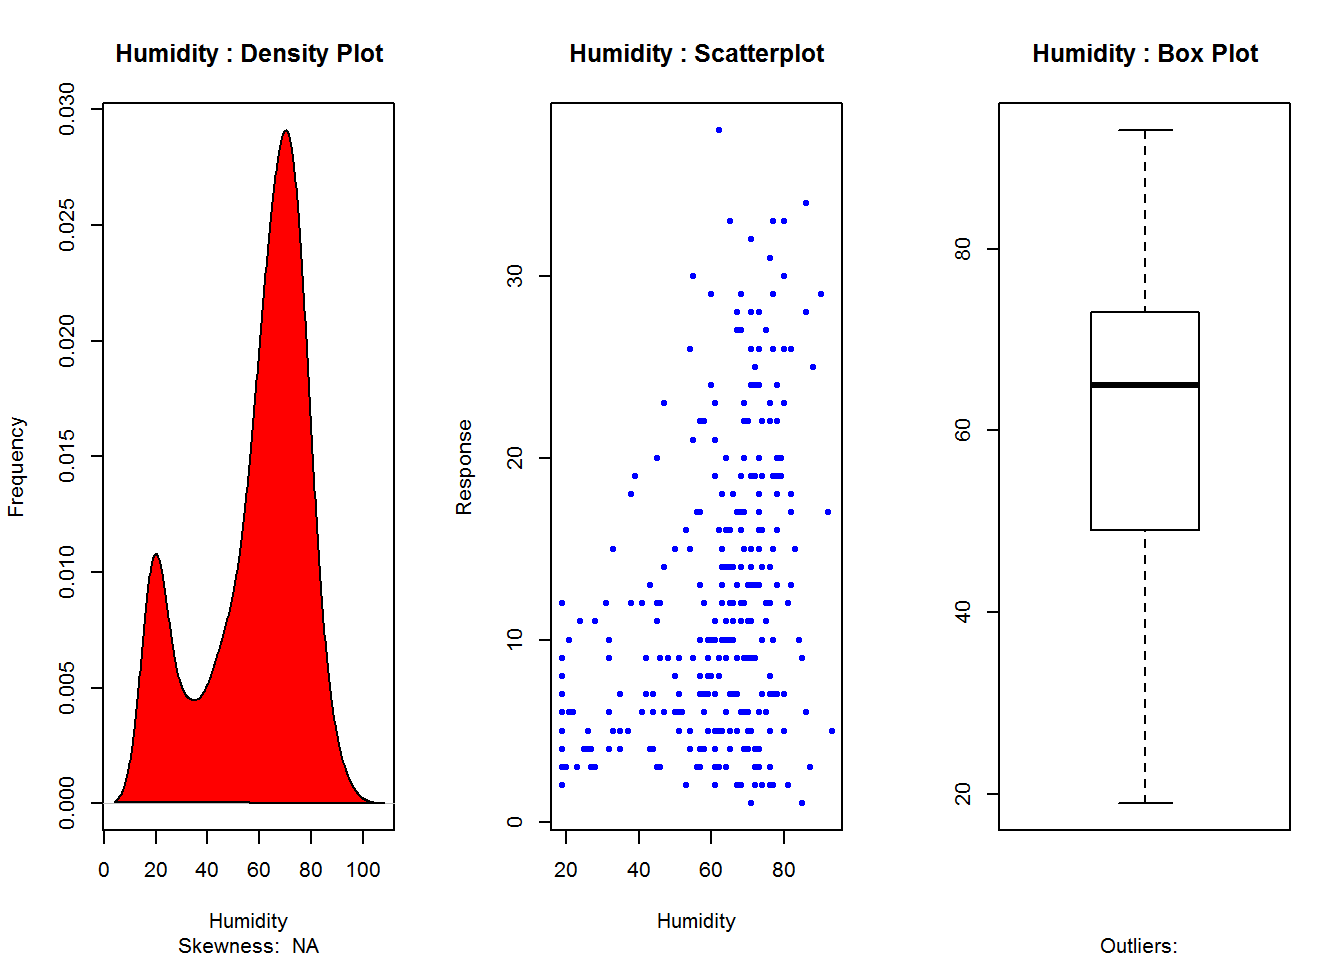 Humidity : Density Plot
Frequency
0.000 0.005 0.010 0.015 0.020 0.025 0.030
0 20 40 60 80 100
Humidity
Skewness: NA
Humidity : Scatterplot
Response
0 10 20 30
20 40 60 80
Humidity
Humidity : Box Plot
20 40 60 80
Outliers: